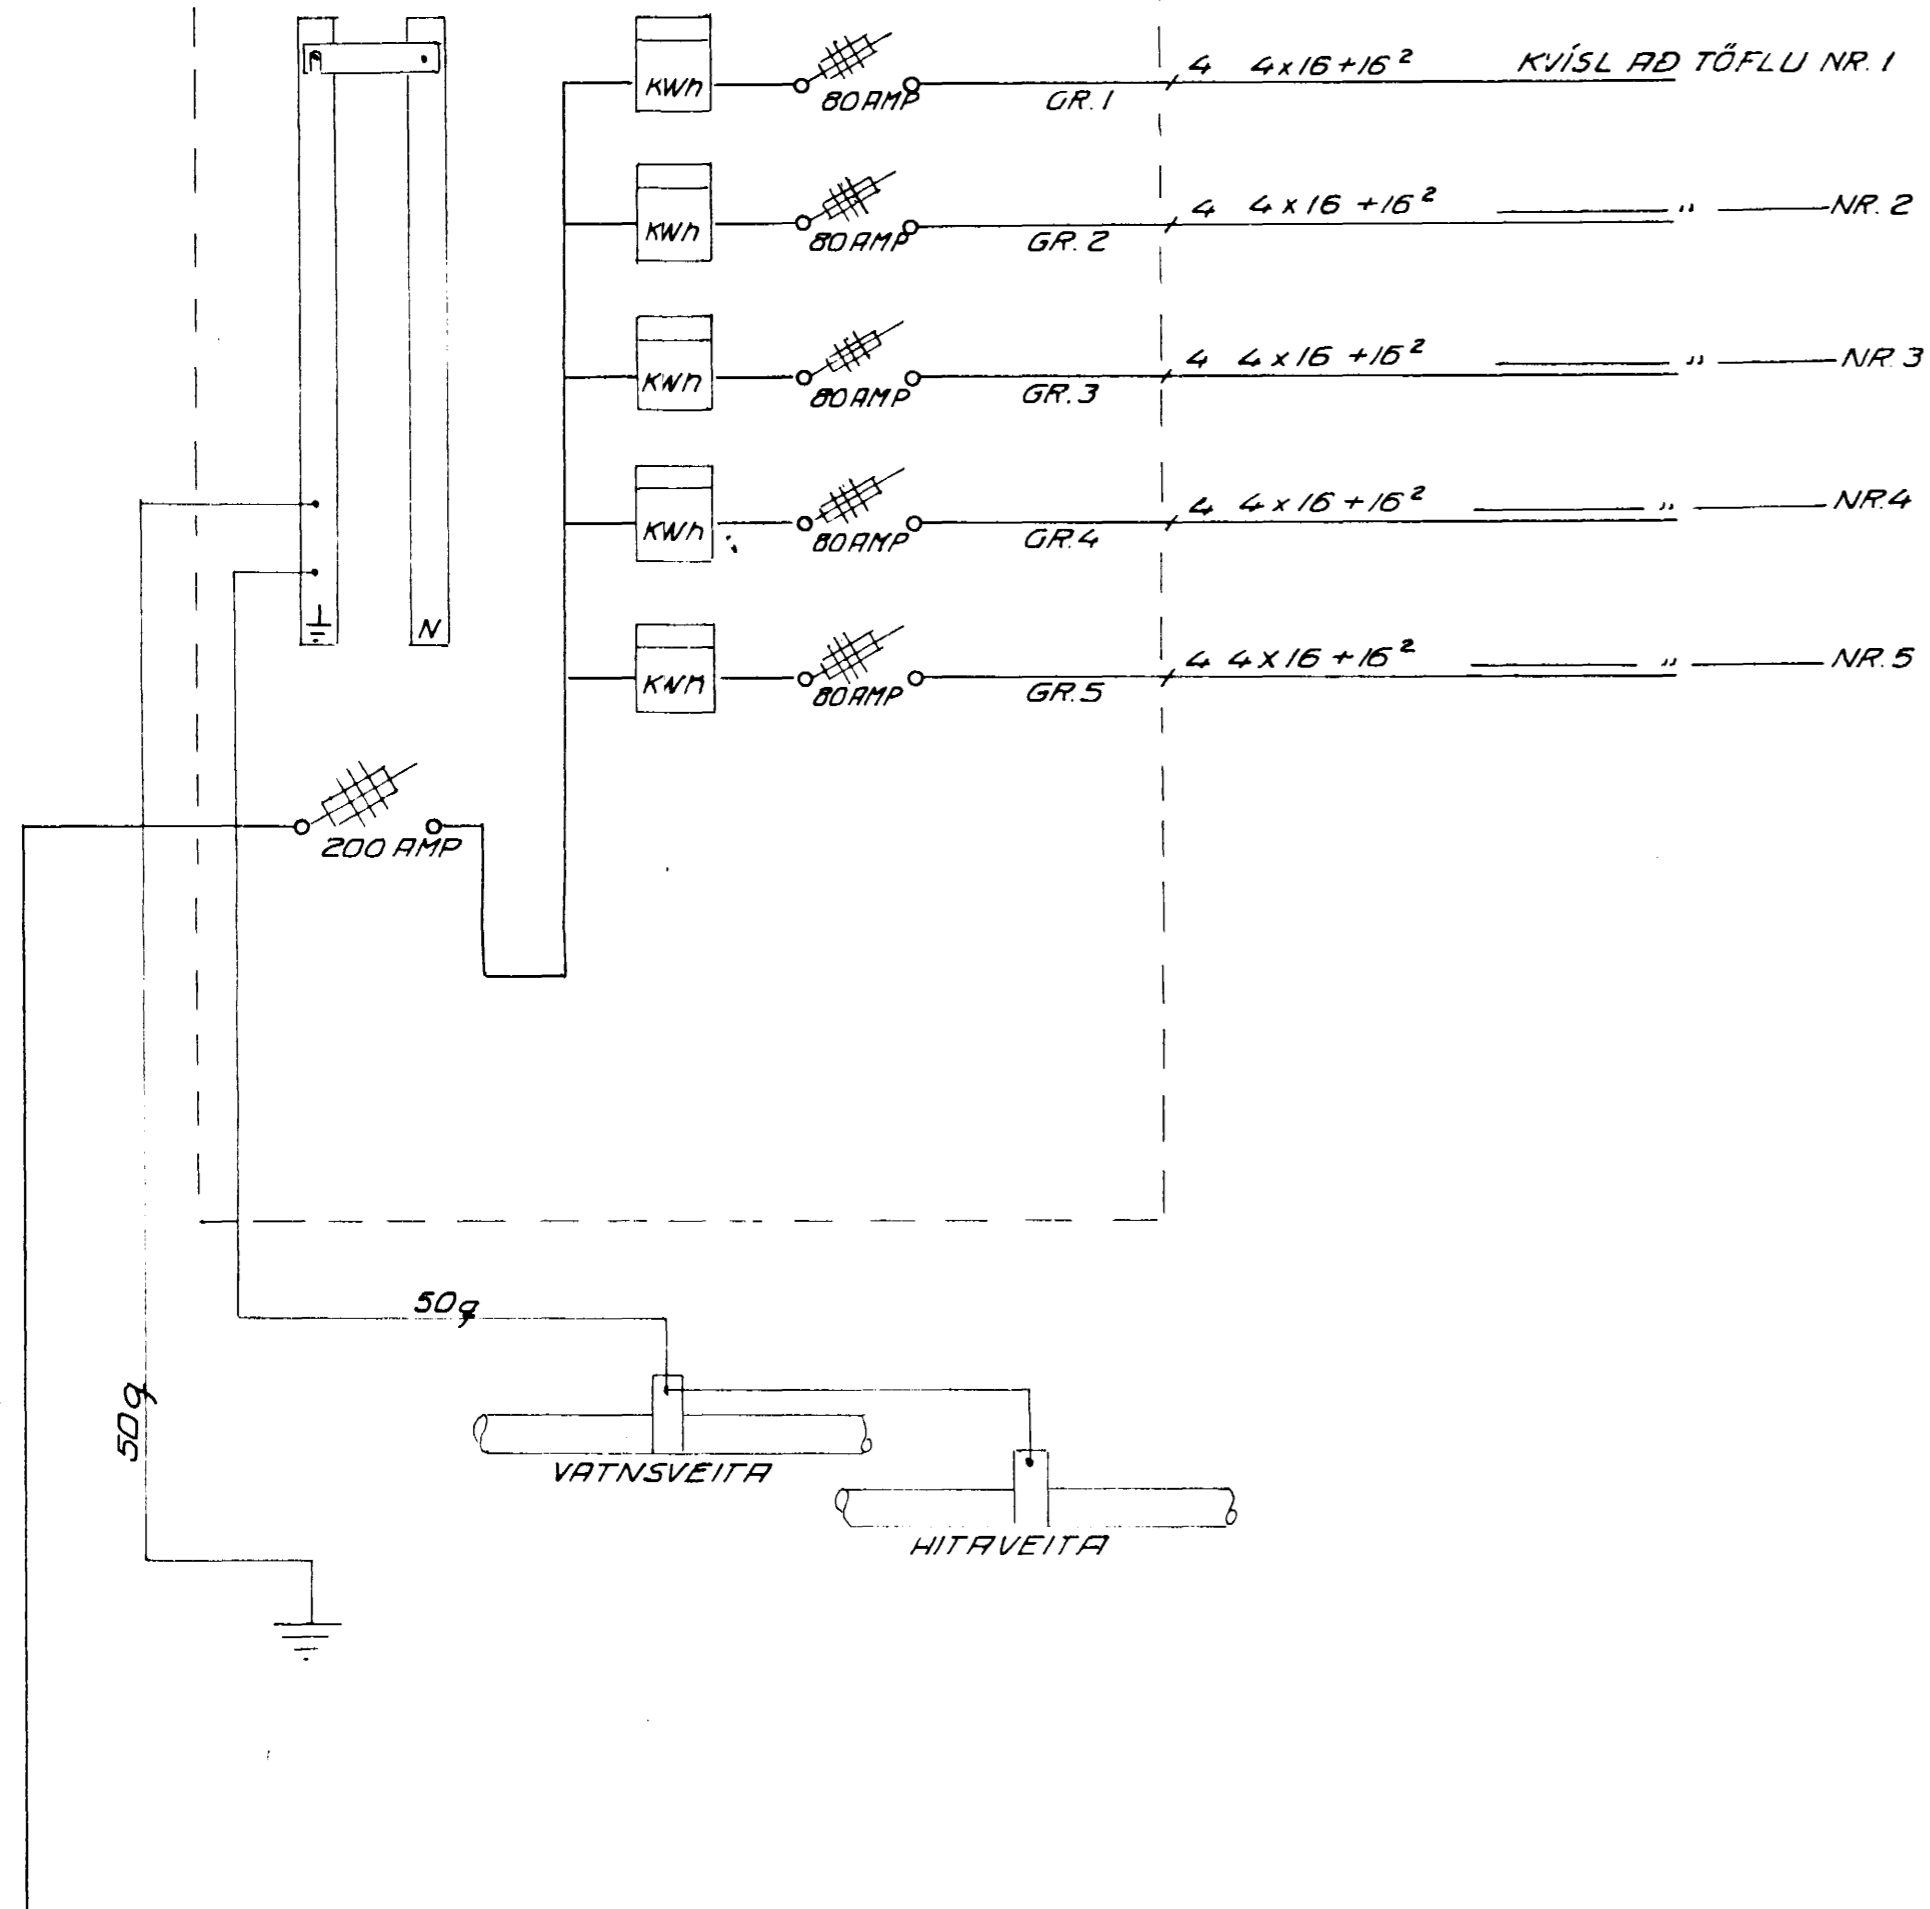 KWh 80 AMP GR.1 4 4x16+16² KVÍSL AÐ TÖFLU NR.1
KWh 80 AMP GR.2 4 4x16+16² " NR.2
KWh 80 AMP GR.3 4 4x16+16² " NR.3
KWh 80 AMP GR.4 4 4x16+16² " NR.4
N
KWh 80 AMP GR.5 4 4x16+16² " NR.5
200 AMP
50q
50q
VATNSVEITA
HITAVEITA